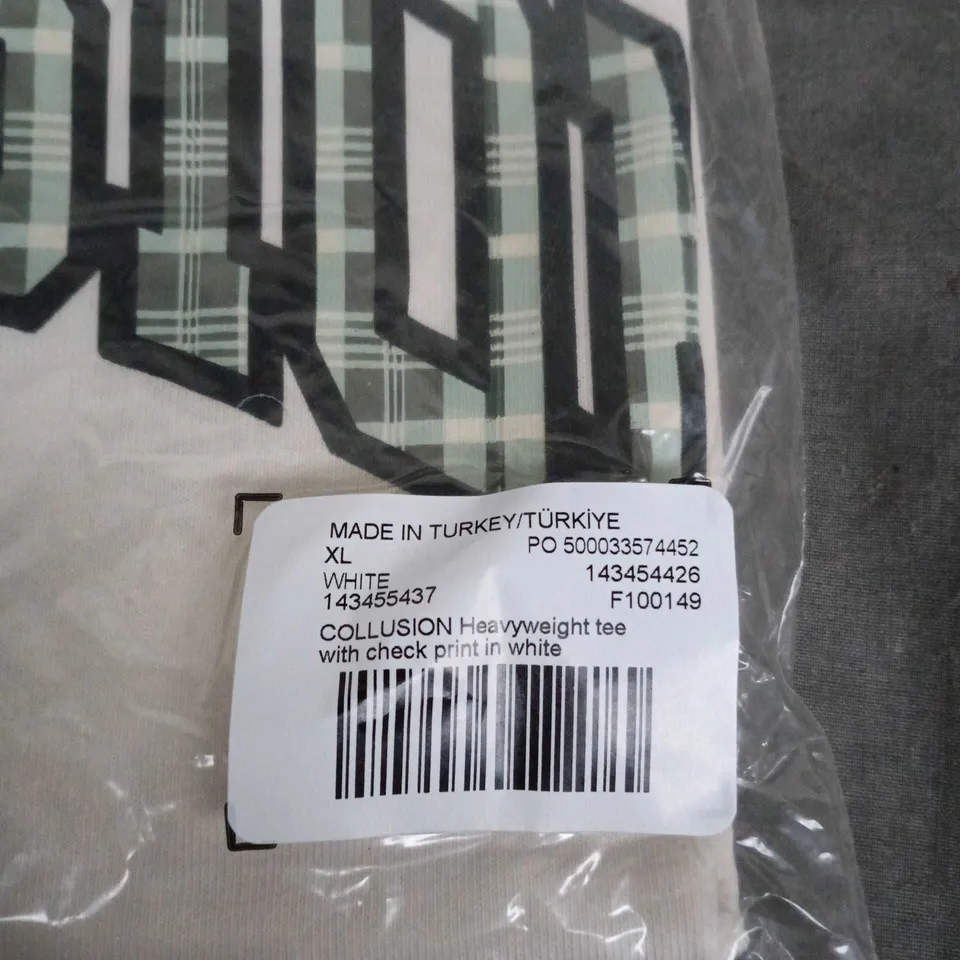 MADE IN TURKEY/TÜRKİYE
XL PO 500033574452
WHITE 143454426
143455437 F100149
COLLUSION Heavyweight tee
with check print in white